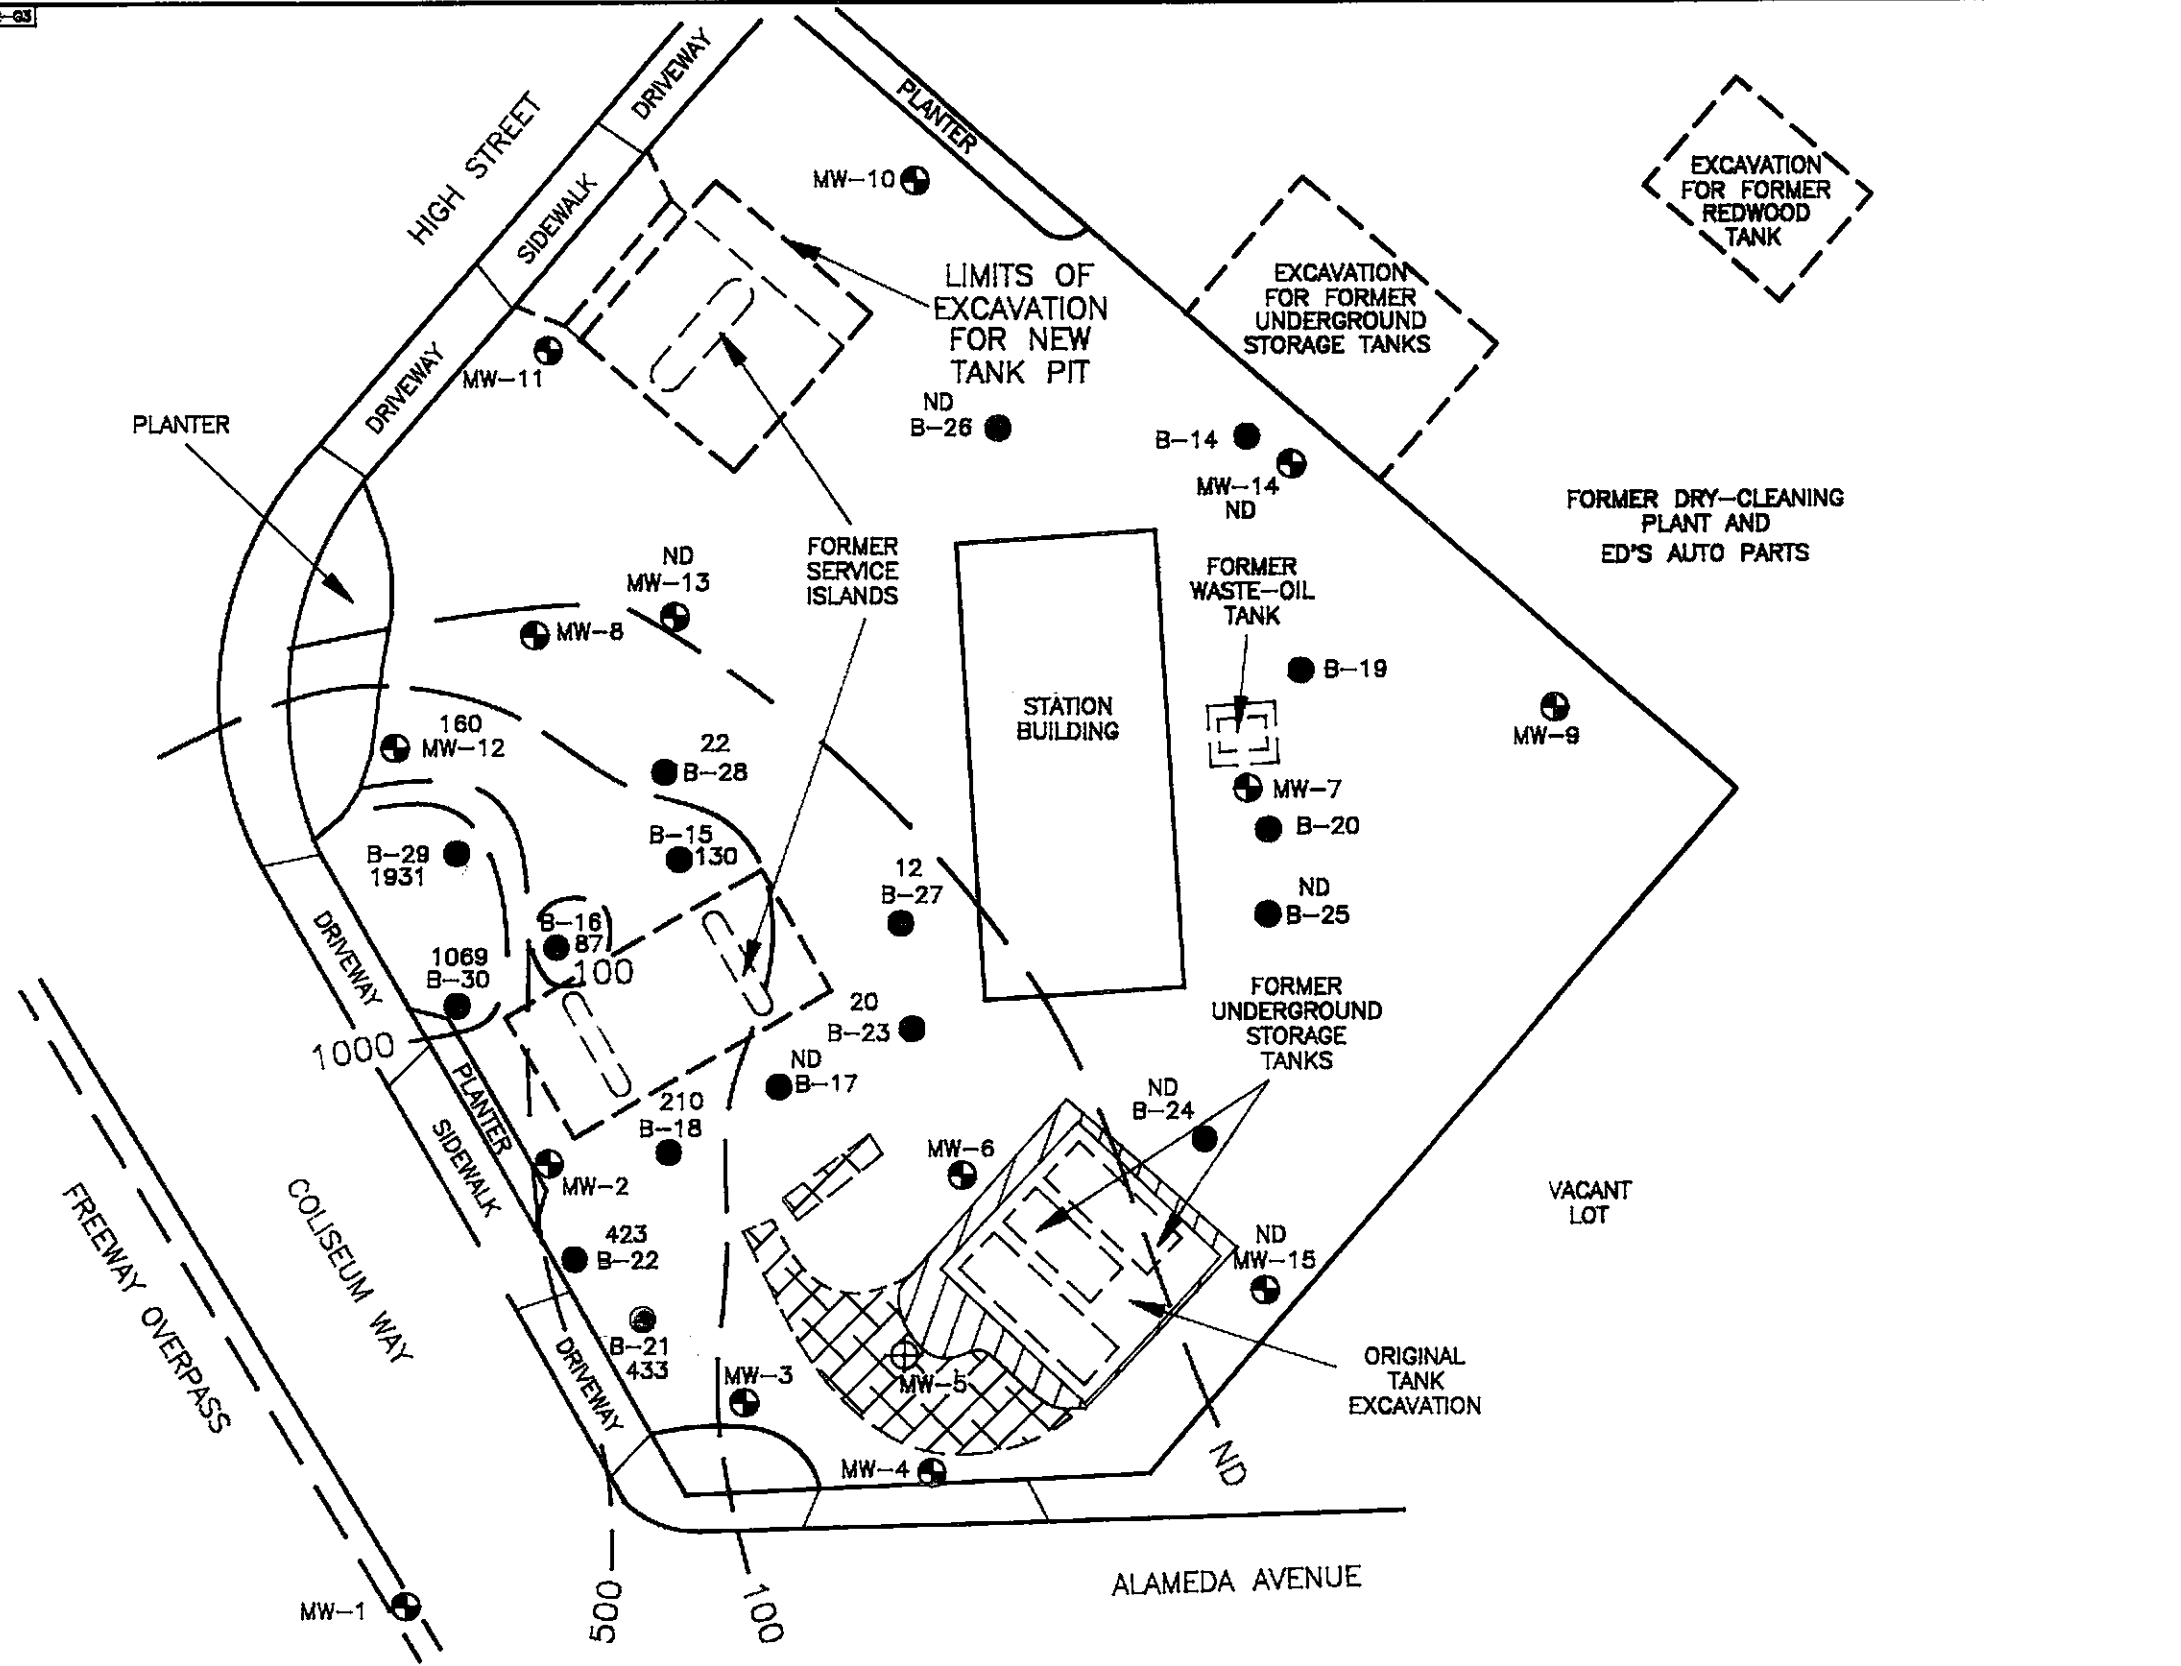 DRIVEWAY
PLANTER
HIGH STREET
SIDEWALK
MW-10
EXCAVATION
FOR FORMER
REDWOOD
TANK
LIMITS OF
EXCAVATION
FOR NEW
TANK PIT
EXCAVATION
FOR FORMER
UNDERGROUND
STORAGE TANKS
MW-11
DRIVEWAY
PLANTER
ND
B-26
B-14
MW-14
ND
FORMER DRY-CLEANING
PLANT AND
ED'S AUTO PARTS
FORMER
SERVICE
ISLANDS
ND
MW-13
MW-8
FORMER
WASTE-OIL
TANK
B-19
STATION
BUILDING
MW-9
160
MW-12
22
B-28
MW-7
B-20
B-15
130
B-29
1931
12
B-27
ND
B-25
B-16
87
100
1069
B-30
DRIVEWAY
1000
20
B-23
FORMER
UNDERGROUND
STORAGE
TANKS
ND
B-17
PLANTER
SIDEWALK
210
B-18
ND
B-24
MW-6
MW-2
VACANT
LOT
423
B-22
ND
MW-15
COLISEUM WAY
FREEWAY OVERPASS
B-21
433
DRIVEWAY
MW-3
MW-5
ORIGINAL
TANK
EXCAVATION
MW-4
ND
500
100
ALAMEDA AVENUE
MW-1